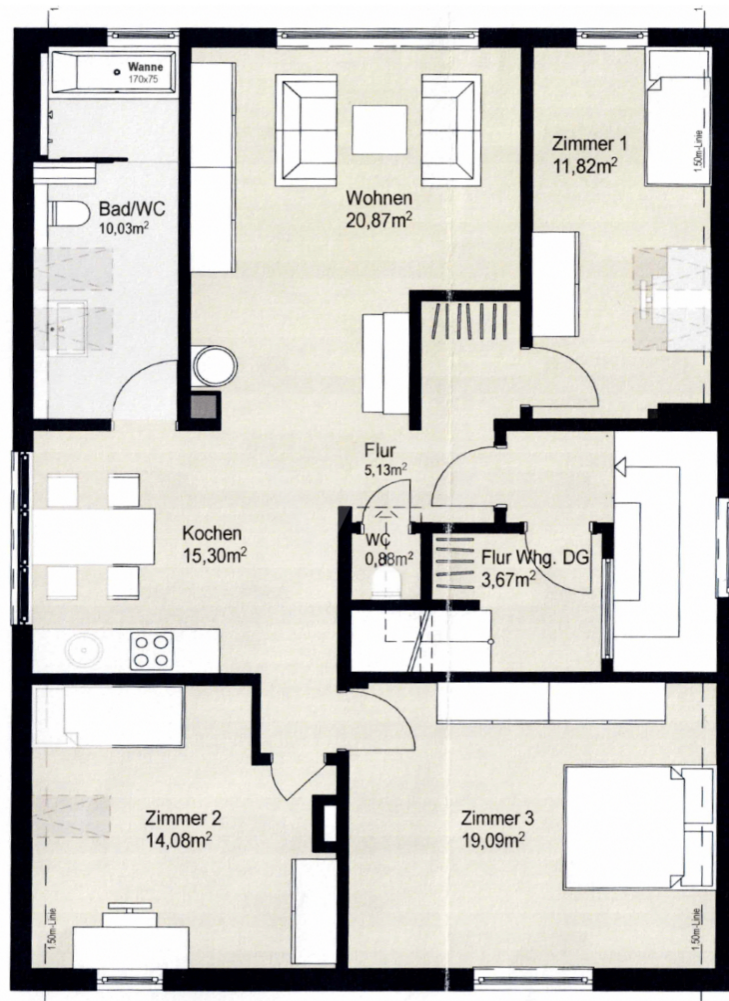 1
1
Wanne
170x75
Zimmer 1
11,82m²
1.50m-Linie
Wohnen
20,87m²
Bad/WC
10,03m²
Flur
5,13m²
Kochen
15,30m²
WC
0,88m²
Flur Whg. DG
3,67m²
Zimmer 2
14,08m²
Zimmer 3
19,09m²
1.50m-Linie
1.50m-Linie